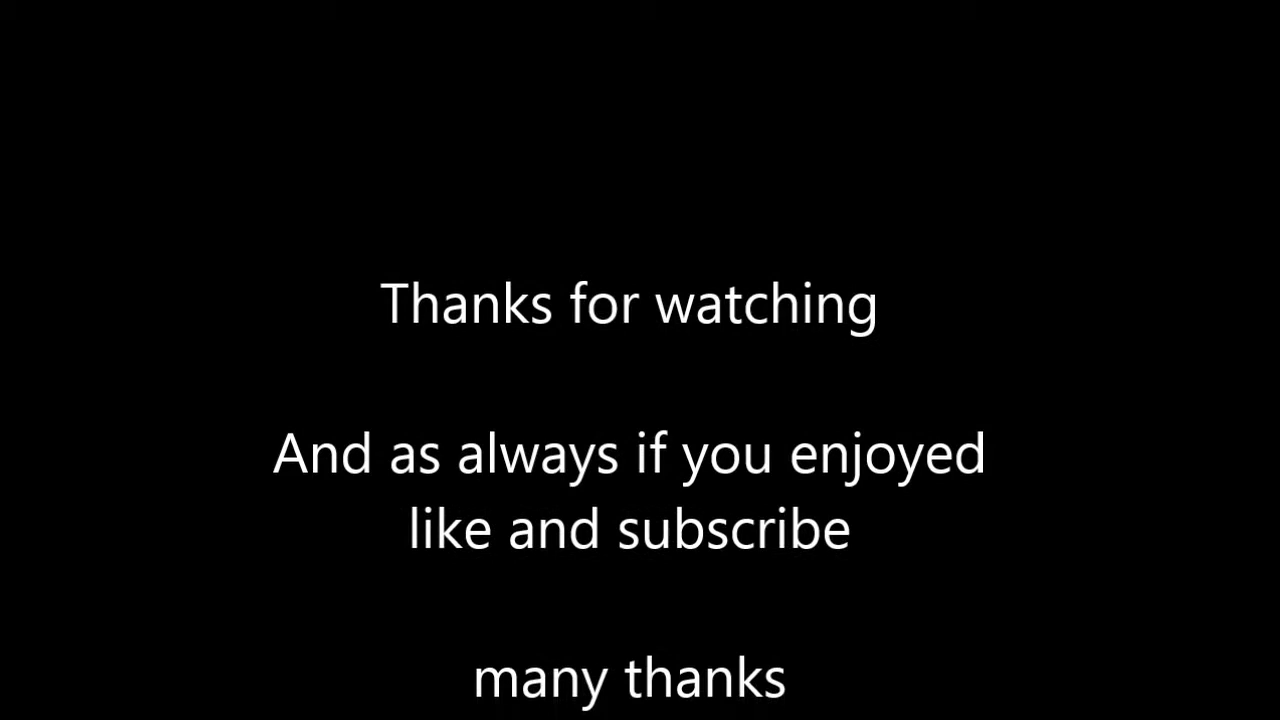 Thanks for watching
And as always if you enjoyed
like and subscribe
many thanks